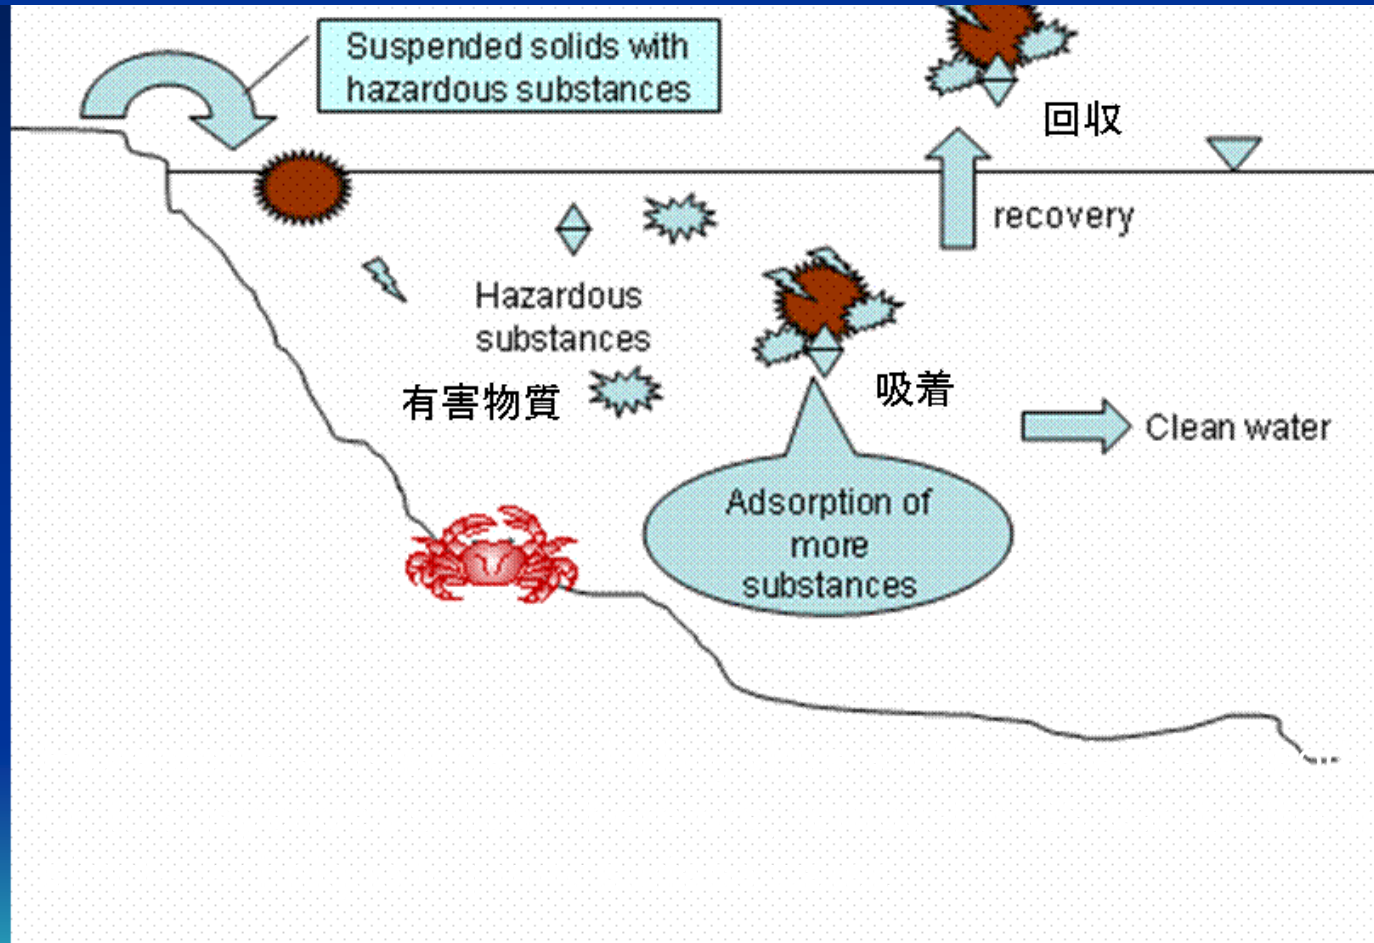 Suspended solids with
hazardous substances
回収
recovery
Hazardous
substances
有害物質
吸着
Clean water
Adsorption of
more
substances